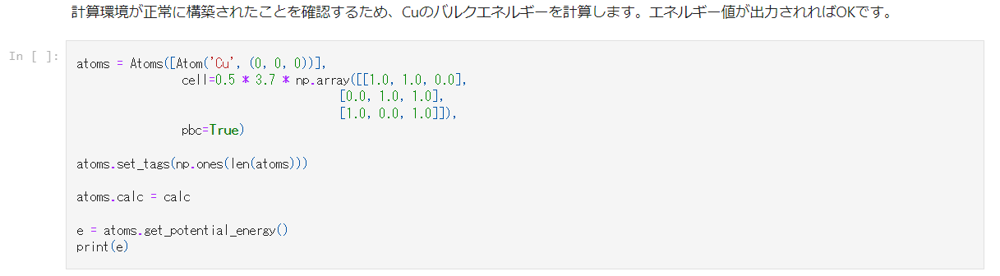 計算環境が正常に構築されたことを確認するため、Cuのバルクエネルギーを計算します。エネルギー値が出力されればOKです。
In [ ]:
atoms = Atoms([Atom('Cu', (0, 0, 0))],
              cell=0.5 * 3.7 * np.array([[1.0, 1.0, 0.0],
                                         [0.0, 1.0, 1.0],
                                         [1.0, 0.0, 1.0]]),
              pbc=True)
atoms.set_tags(np.ones(len(atoms)))
atoms.calc = calc
e = atoms.get_potential_energy()
print(e)